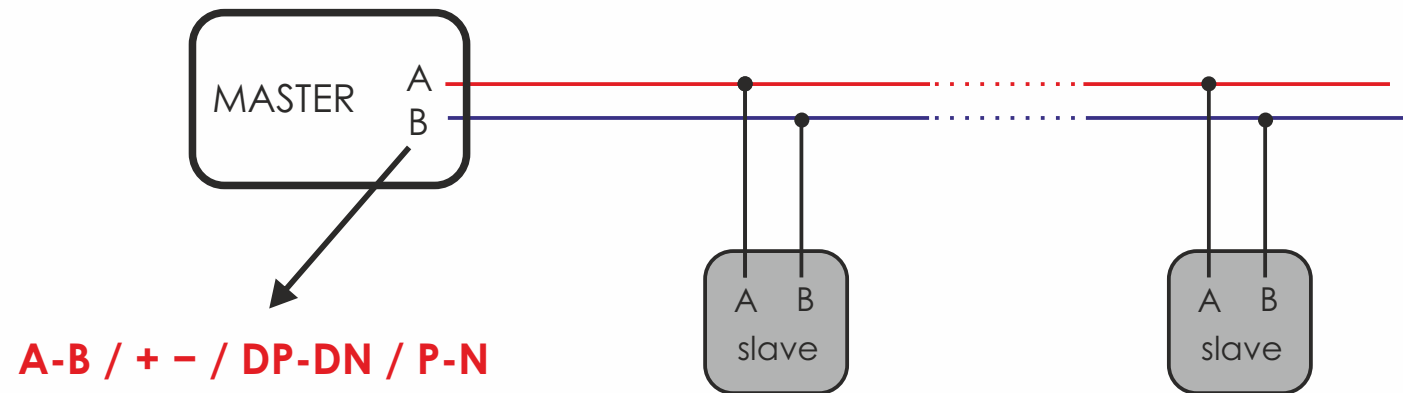 MASTER
A
B
A B
slave
A B
slave
A-B / + − / DP-DN / P-N